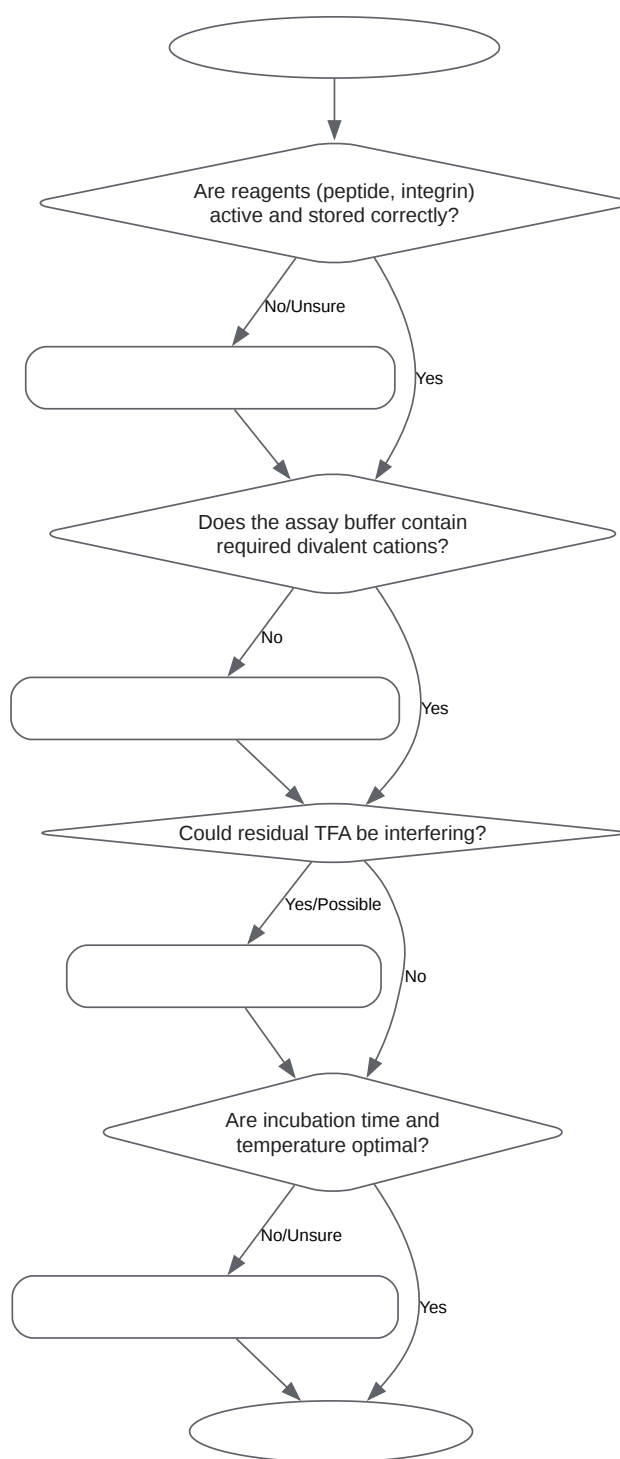 Are reagents (peptide, integrin)
active and stored correctly?
No/Unsure
Yes
Does the assay buffer contain
required divalent cations?
No
Yes
Could residual TFA be interfering?
Yes/Possible
No
Are incubation time and
temperature optimal?
No/Unsure
Yes